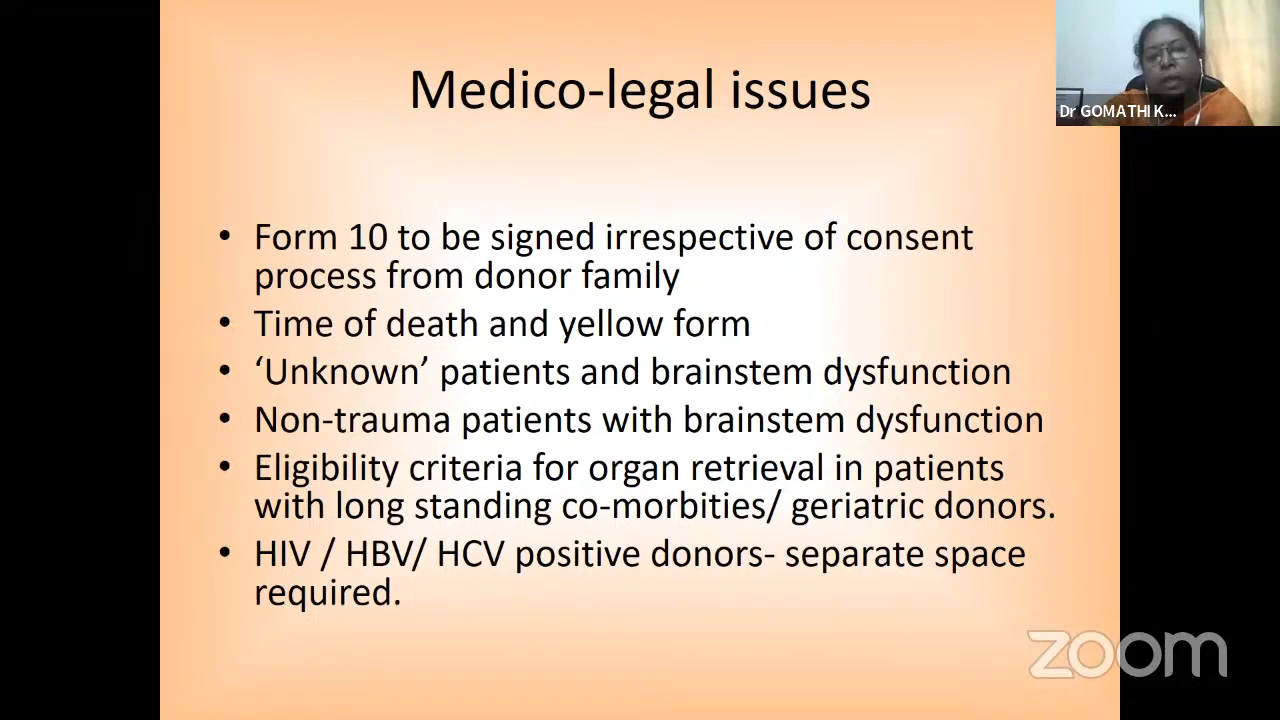 Medico-legal issues
Dr GOMATHI K...
• Form 10 to be signed irrespective of consent
process from donor family
• Time of death and yellow form
• ‘Unknown’ patients and brainstem dysfunction
• Non-trauma patients with brainstem dysfunction
• Eligibility criteria for organ retrieval in patients
with long standing co-morbities/ geriatric donors.
• HIV / HBV/ HCV positive donors- separate space
required.
zoom